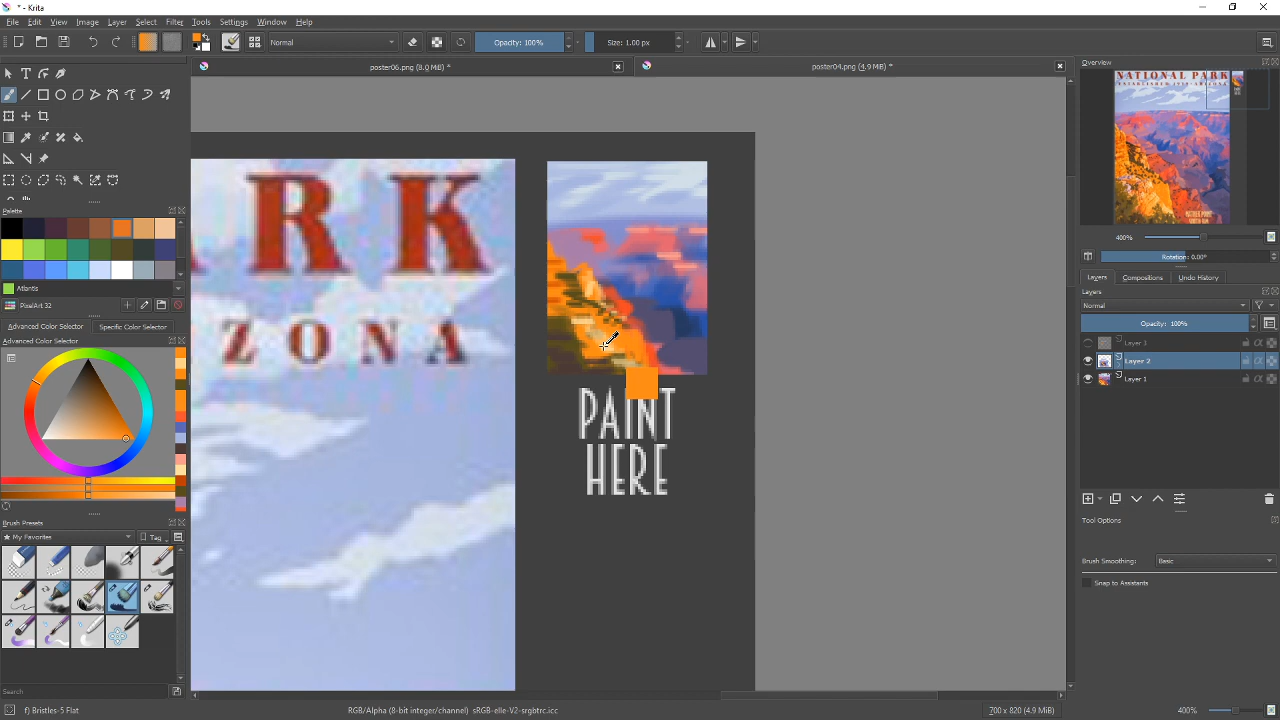 * - Krita
File Edit View Image Layer Select Filter Tools Settings Window Help
Normal Opacity: 100% Size: 1.00 px
poster06.png (8.0 MiB) * poster04.png (4.9 MiB) *
Palette
Atlantis
PixelArt 32
Advanced Color Selector Specific Color Selector
Advanced Color Selector
Brush Presets
★ My Favorites Tag
Search
f) Bristles-5 Flat
RGB/Alpha (8-bit integer/channel) sRGB-elle-V2-srgbtrc.icc
700 x 820 (4.9 MiB)
400%
ARK
ZONA
PAINT
HERE
Overview
NATIONAL PARK
400%
Rotation: 0.00°
Layers Compositions Undo History
Layers
Normal
Opacity: 100%
Layer 3
Layer 2
Layer 1
Tool Options
Brush Smoothing: Basic
Snap to Assistants